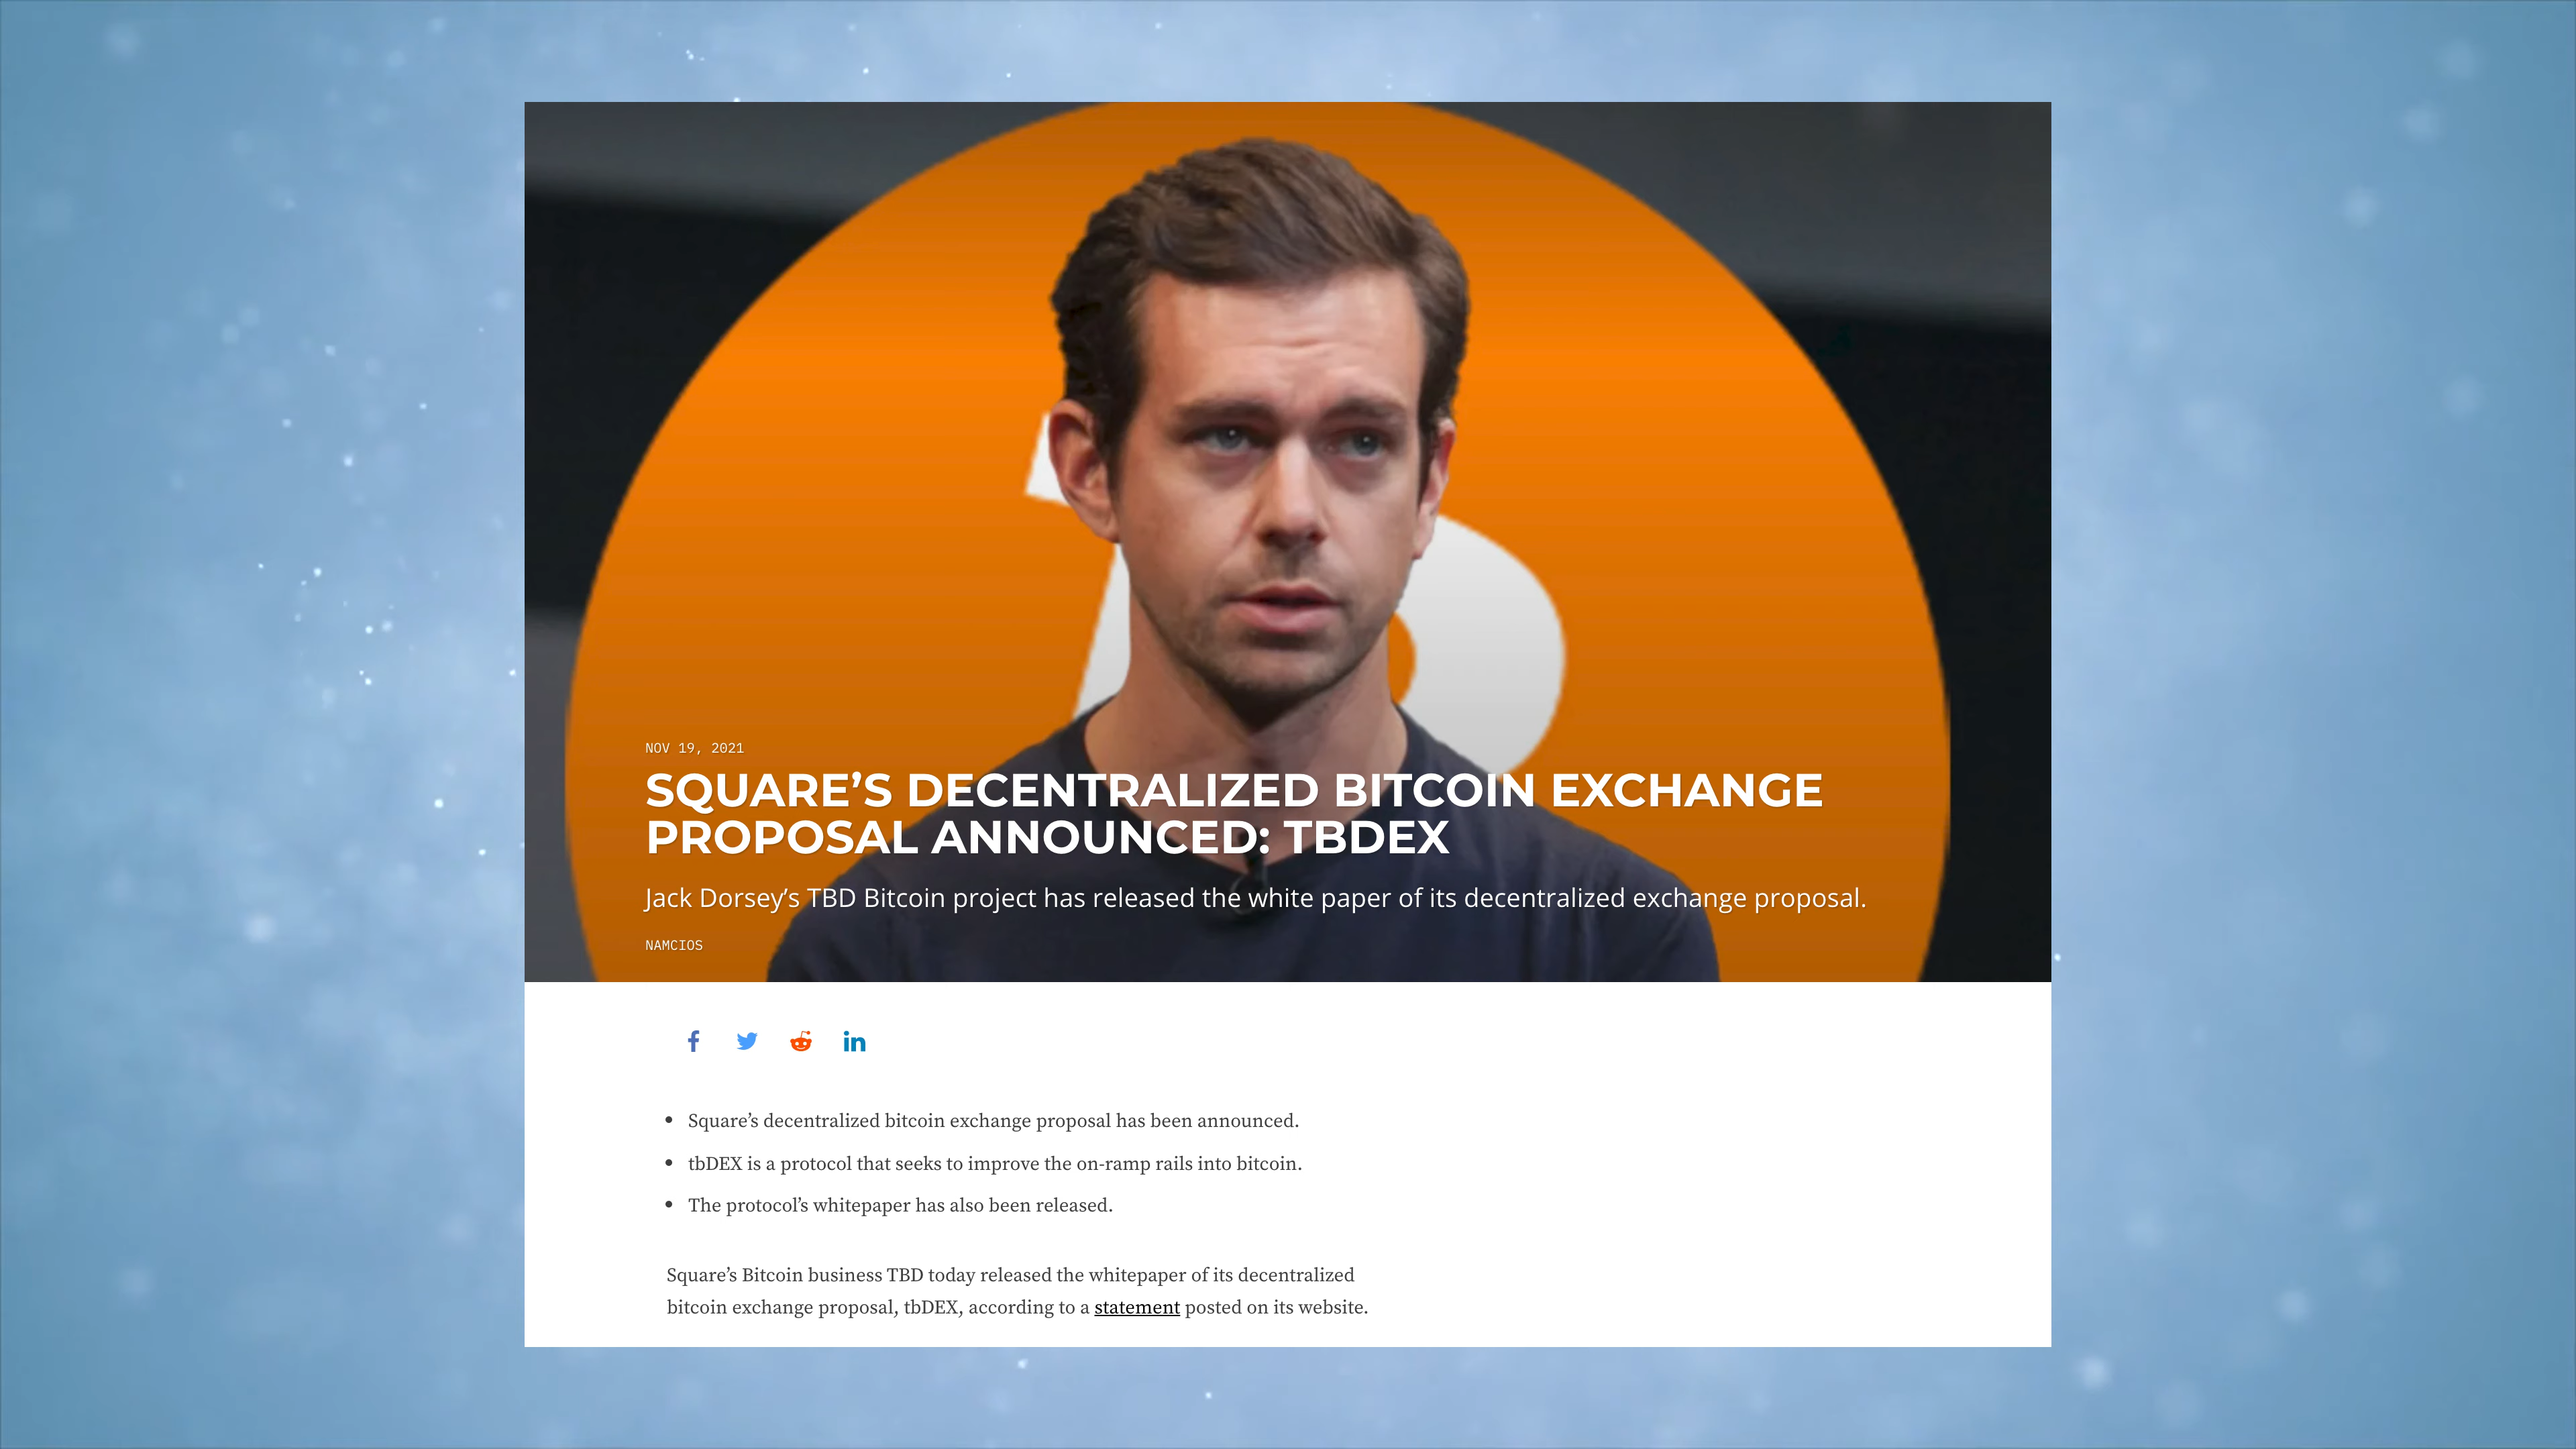 NOV 19, 2021
SQUARE’S DECENTRALIZED BITCOIN EXCHANGE
PROPOSAL ANNOUNCED: TBDEX
Jack Dorsey’s TBD Bitcoin project has released the white paper of its decentralized exchange proposal.
NAMCIOS
• Square’s decentralized bitcoin exchange proposal has been announced.
• tbDEX is a protocol that seeks to improve the on-ramp rails into bitcoin.
• The protocol’s whitepaper has also been released.
Square’s Bitcoin business TBD today released the whitepaper of its decentralized
bitcoin exchange proposal, tbDEX, according to a statement posted on its website.